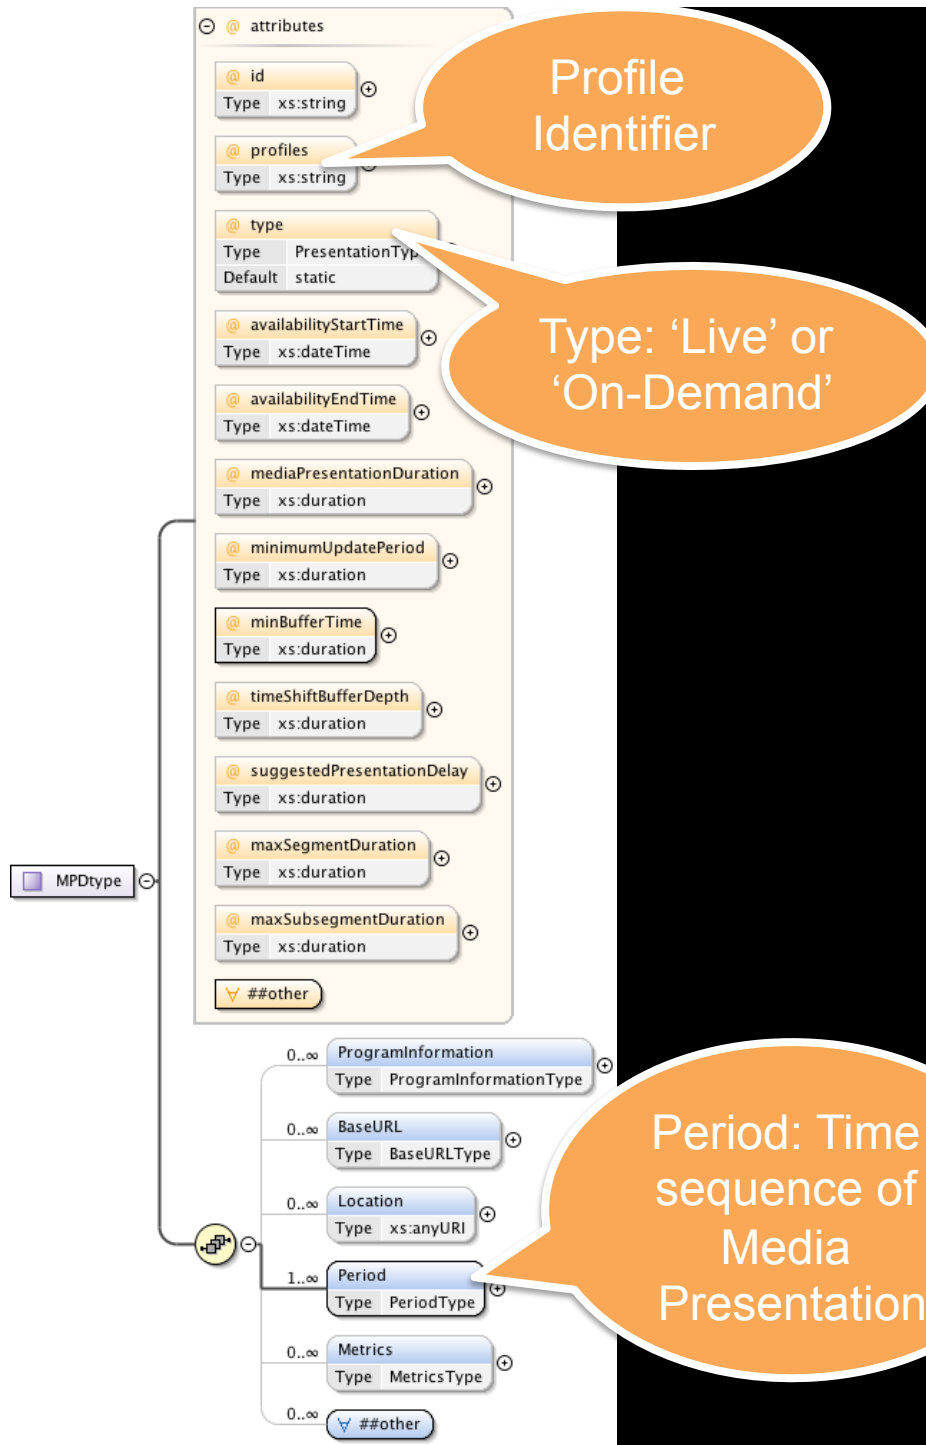 @ attributes
@ id
Type xs:string
@ profiles
Type xs:string
Profile
Identifier
@ type
Type PresentationTyp
Default static
Type: ‘Live’ or
‘On-Demand’
@ availabilityStartTime
Type xs:dateTime
@ availabilityEndTime
Type xs:dateTime
@ mediaPresentationDuration
Type xs:duration
@ minimumUpdatePeriod
Type xs:duration
@ minBufferTime
Type xs:duration
@ timeShiftBufferDepth
Type xs:duration
@ suggestedPresentationDelay
Type xs:duration
@ maxSegmentDuration
Type xs:duration
MPDtype
@ maxSubsegmentDuration
Type xs:duration
∀ ##other
0..∞ ProgramInformation
Type ProgramInformationType
0..∞ BaseURL
Type BaseURLType
0..∞ Location
Type xs:anyURI
1..∞ Period
Type PeriodType
Period: Time
sequence of
Media
Presentation
0..∞ Metrics
Type MetricsType
0..∞ ∀ ##other